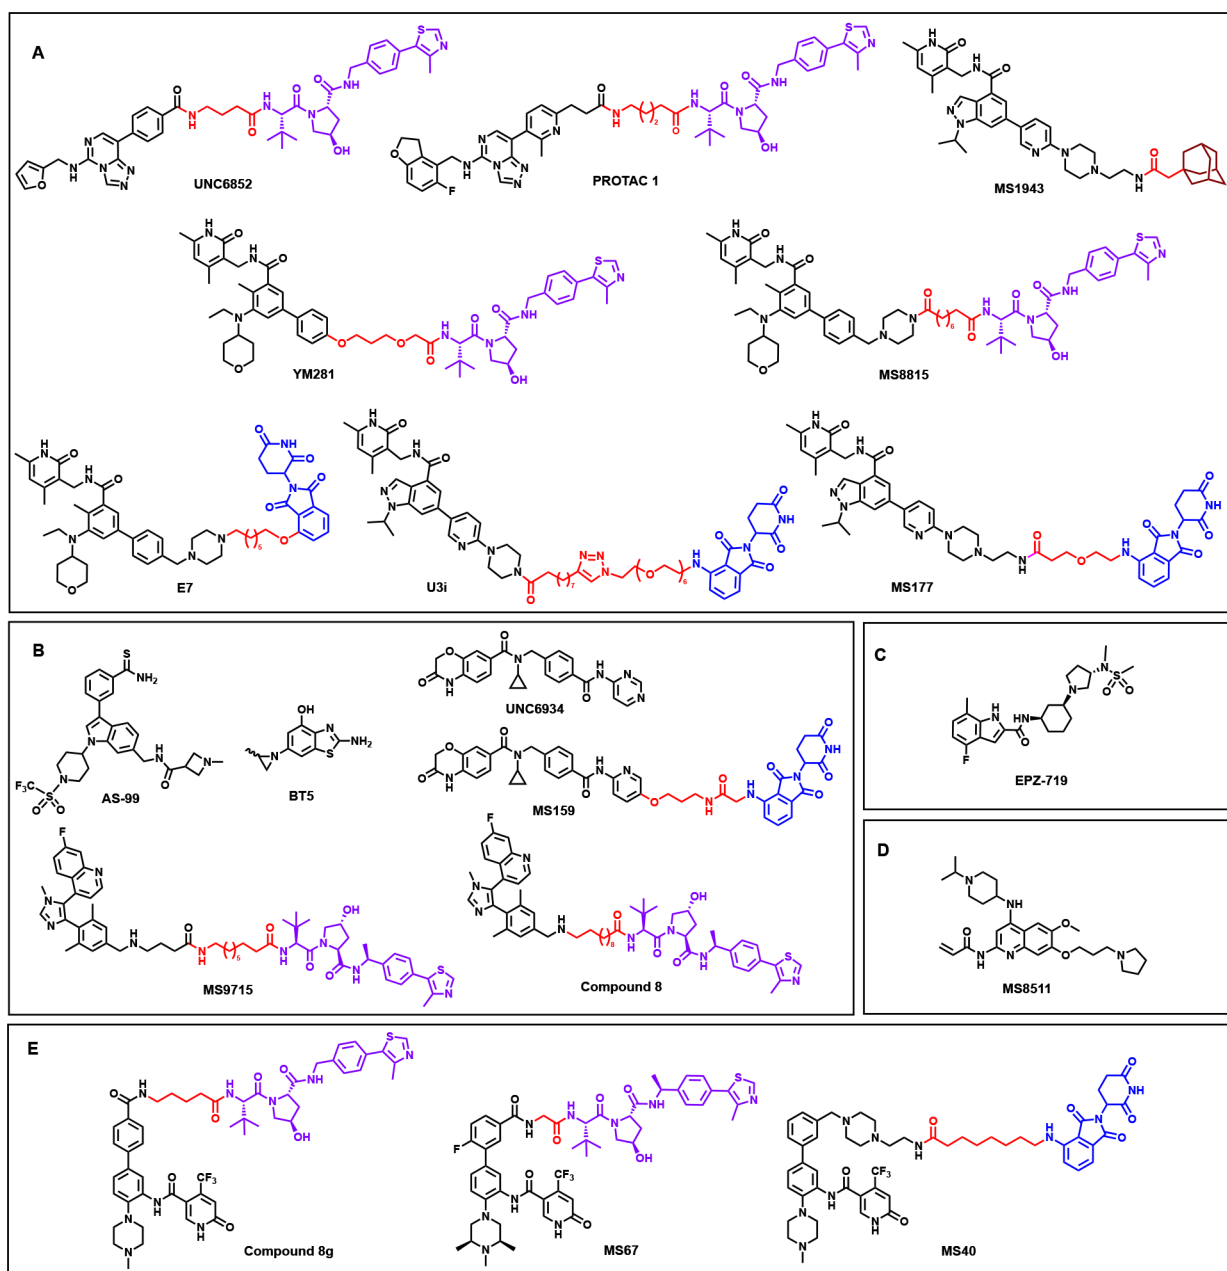 A
UNC6852
PROTAC 1
MS1943
YM281
MS8815
E7
U3i
MS177
B
AS-99
BT5
UNC6934
MS159
MS9715
Compound 8
C
EPZ-719
D
MS8511
E
Compound 8g
MS67
MS40